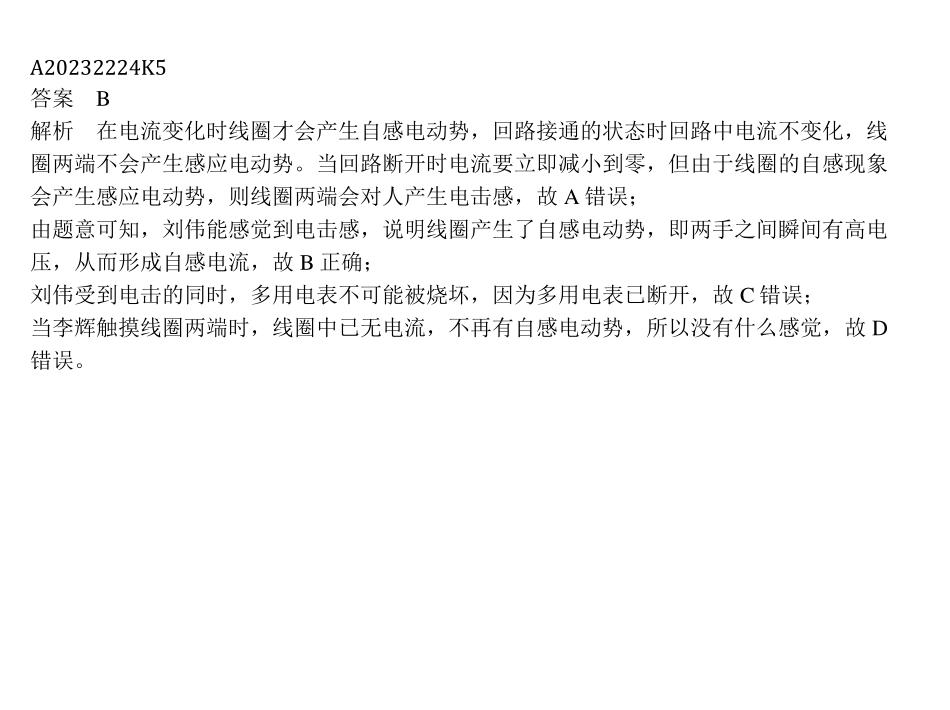 A20232224K5
答案　B
解析　在电流变化时线圈才会产生自感电动势，回路接通的状态时回路中电流不变化，线
圈两端不会产生感应电动势。当回路断开时电流要立即减小到零，但由于线圈的自感现象
会产生感应电动势，则线圈两端会对人产生电击感，故 A 错误；
由题意可知，刘伟能感觉到电击感，说明线圈产生了自感电动势，即两手之间瞬间有高电
压，从而形成自感电流，故 B 正确；
刘伟受到电击的同时，多用电表不可能被烧坏，因为多用电表已断开，故 C 错误；
当李辉触摸线圈两端时，线圈中已无电流，不再有自感电动势，所以没有什么感觉，故 D
错误。